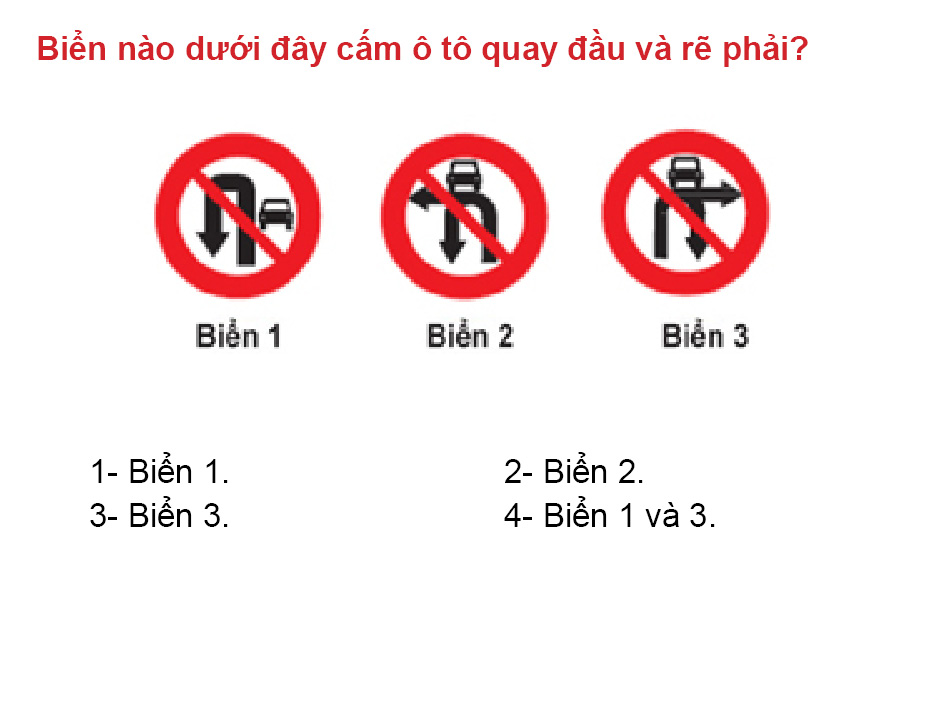 Biển nào dưới đây cấm ô tô quay đầu và rẽ phải?
Biển 1 Biển 2 Biển 3
1- Biển 1. 2- Biển 2.
3- Biển 3. 4- Biển 1 và 3.